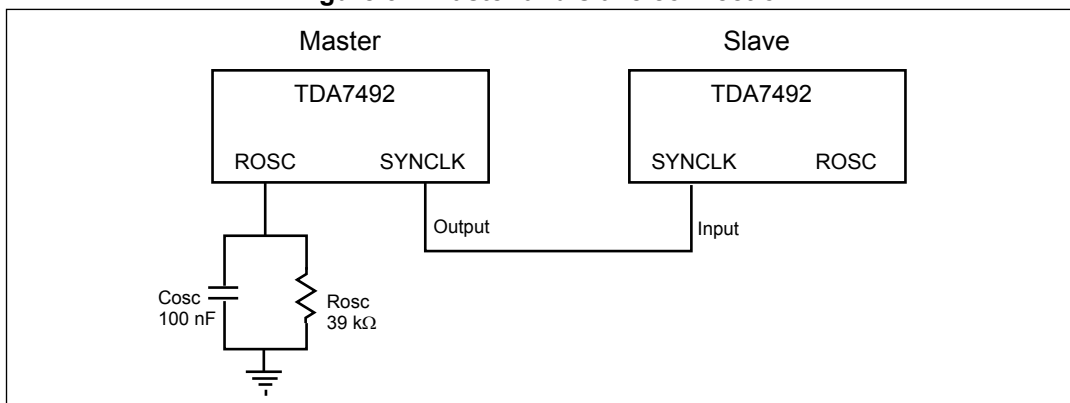 Master
Slave
TDA7492
TDA7492
ROSC SYNCLK
SYNCLK ROSC
Output
Input
Cosc
100 nF
Rosc
39 kΩ